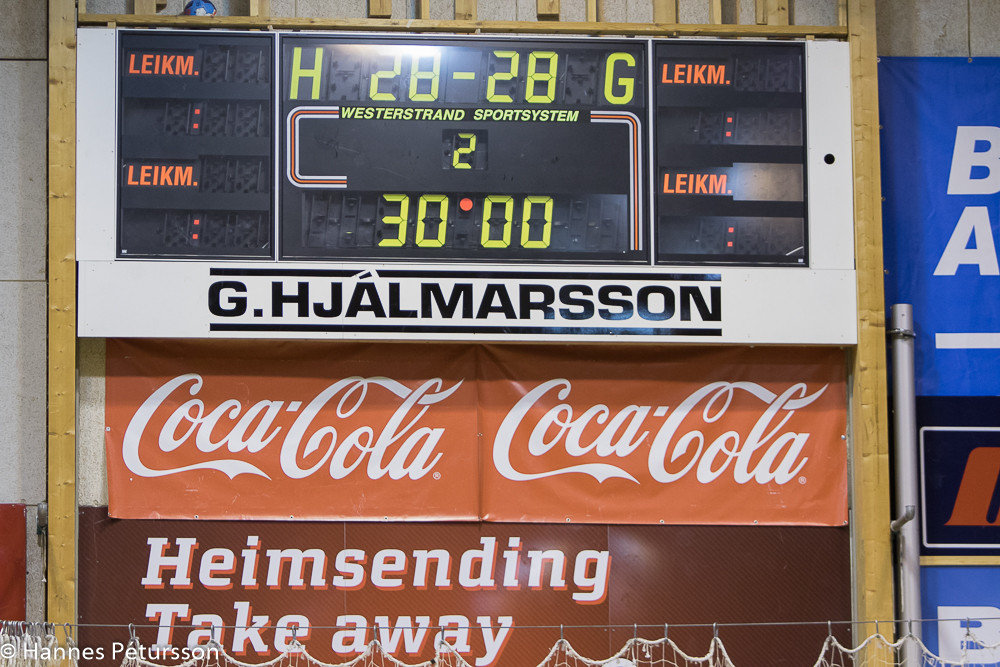 LEIKM. H 28-28 G LEIKM.
WESTERSTRAND SPORTSYSTEM
2
LEIKM. LEIKM.
30:00
G.HJÁLMARSSON
Coca-Cola® Coca-Cola®
Heimsending
Take away
B
A
© Hannes Pétursson